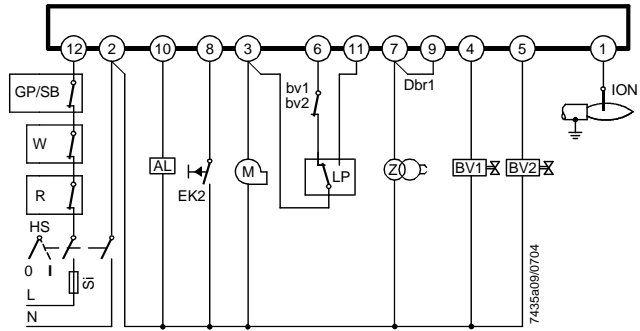 12 2 10 8 3 6 11 7 9 4 5 1
GP/SB
bv1
bv2
Dbr1
ION
W
AL
EK2
M
LP
Z
BV1
BV2
R
HS
0 I
Si
L
N
7435a09/0704